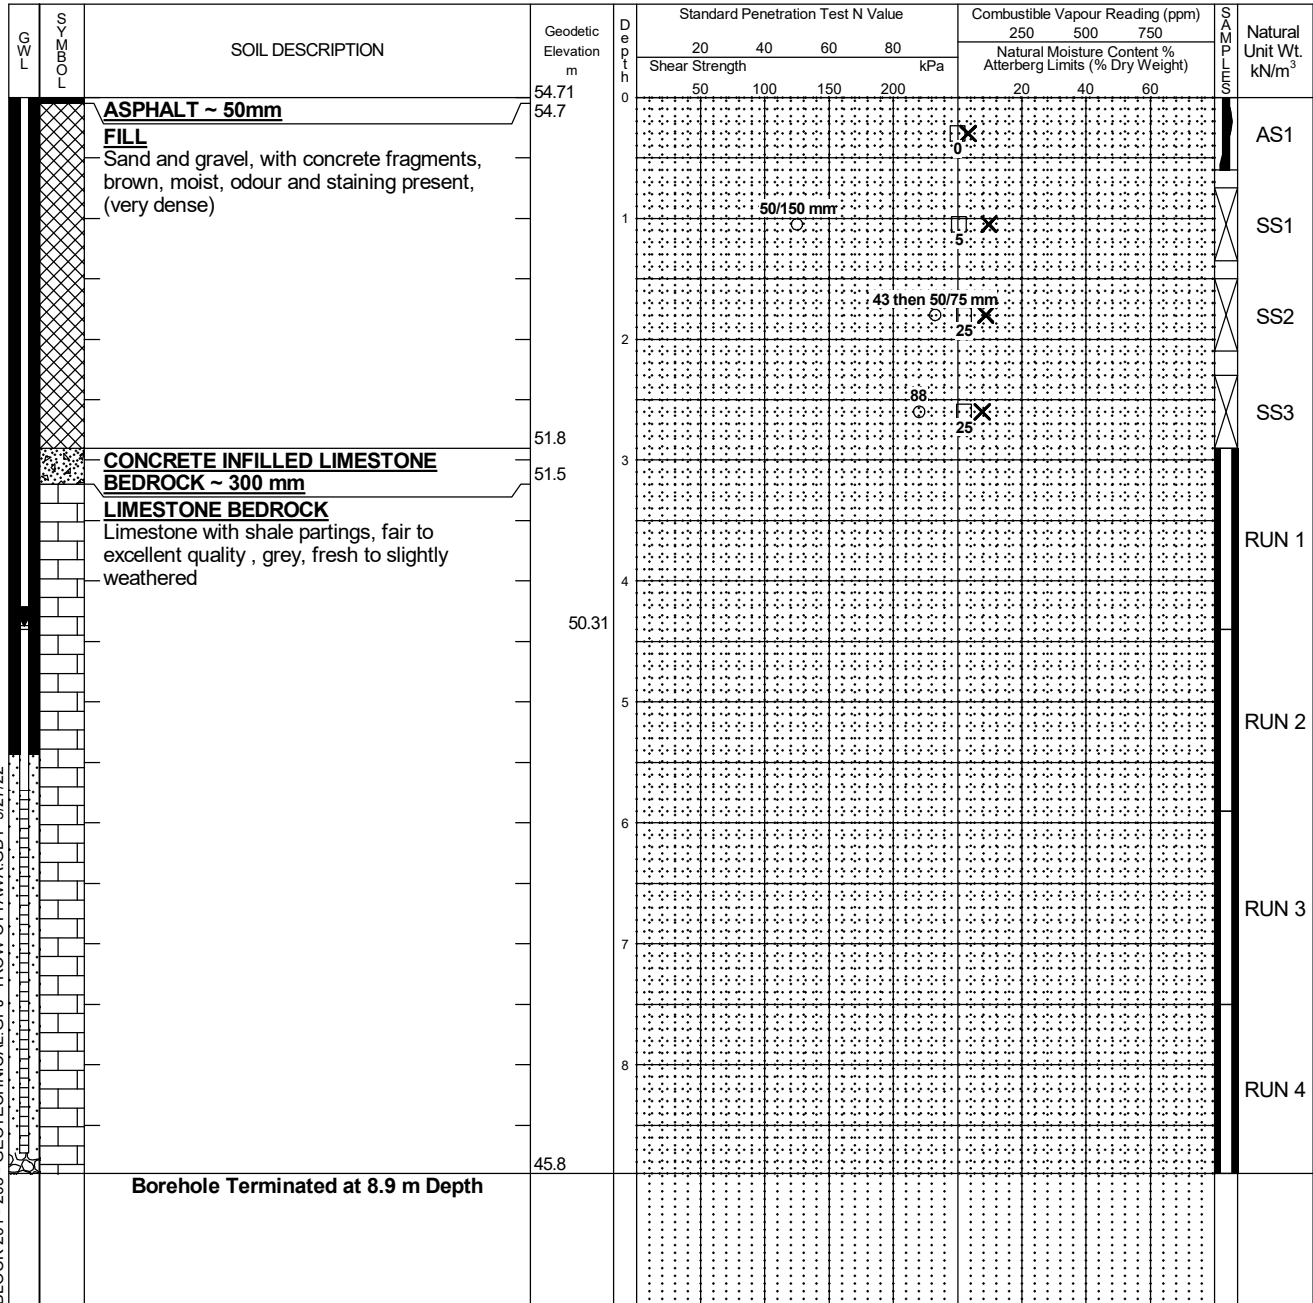 GWL
SYMBOL
SOIL DESCRIPTION
Geodetic
Elevation
m
Depth
Standard Penetration Test N Value
20 40 60 80
Shear Strength kPa
50 100 150 200
Combustible Vapour Reading (ppm)
250 500 750
Natural Moisture Content %
Atterberg Limits (% Dry Weight)
20 40 60
SAMPLES
Natural
Unit Wt.
kN/m³
54.71
0
ASPHALT ~ 50mm
54.7
FILL
Sand and gravel, with concrete fragments,
brown, moist, odour and staining present,
(very dense)
0
AS1
50/150 mm
1
5
SS1
43 then 50/75 mm
25
SS2
2
88
25
SS3
51.8
CONCRETE INFILLED LIMESTONE
BEDROCK ~ 300 mm
3
51.5
LIMESTONE BEDROCK
Limestone with shale partings, fair to
excellent quality , grey, fresh to slightly
weathered
RUN 1
4
50.31
5
RUN 2
6
RUN 3
7
8
RUN 4
45.8
Borehole Terminated at 8.9 m Depth